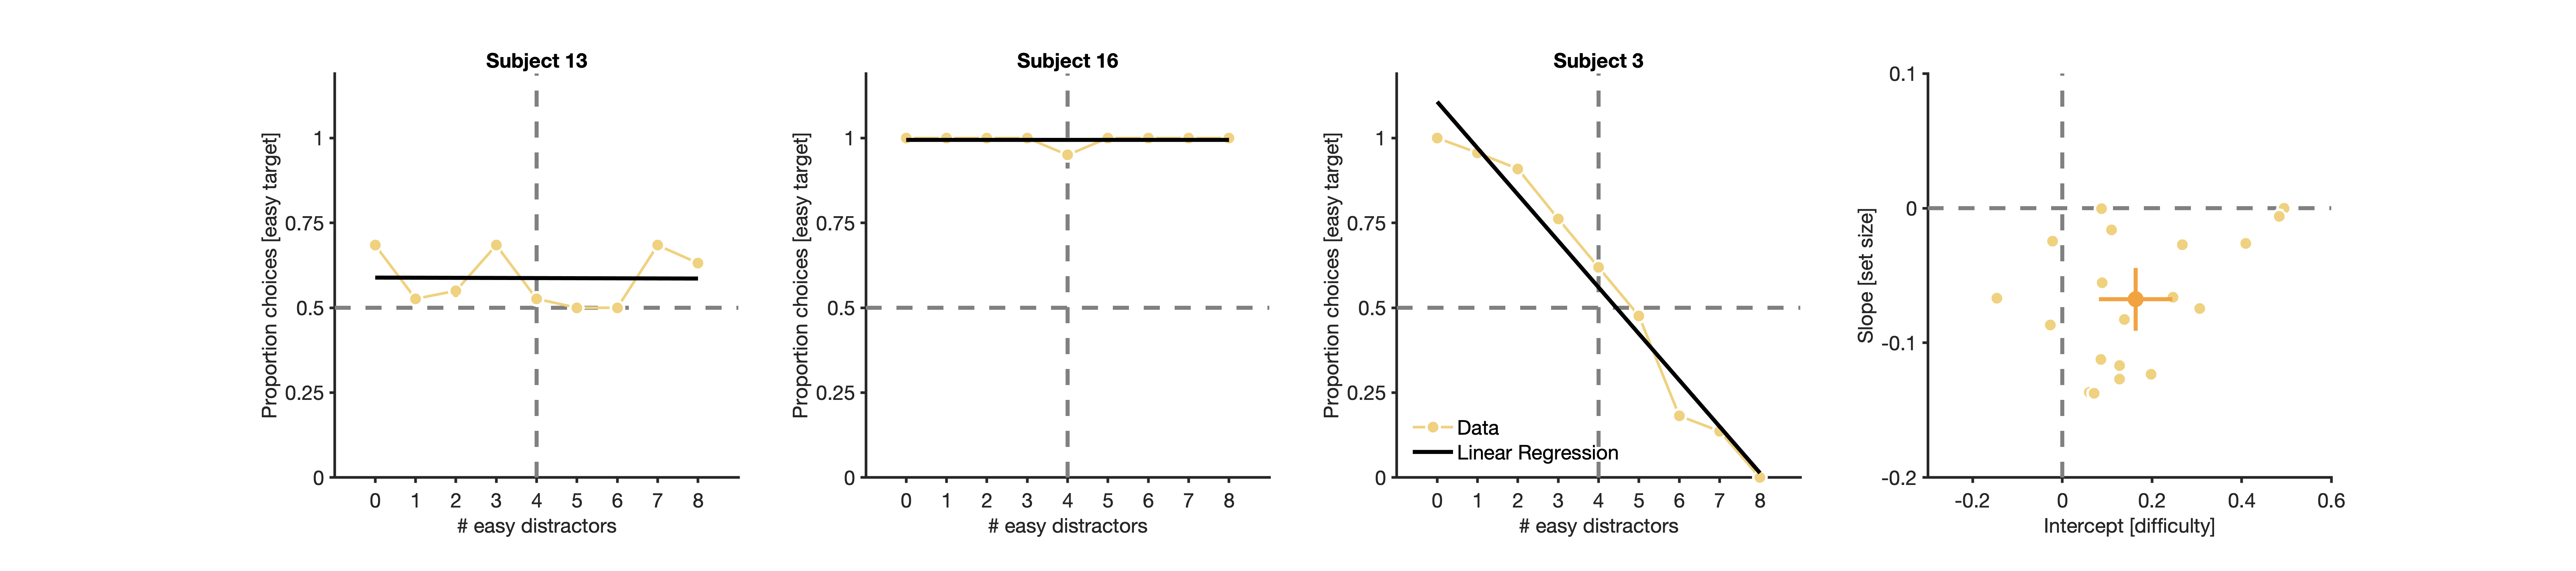 Subject 13
Proportion choices [easy target]
1
0.75
0.5
0.25
0
0 1 2 3 4 5 6 7 8
# easy distractors
Subject 16
Proportion choices [easy target]
1
0.75
0.5
0.25
0
0 1 2 3 4 5 6 7 8
# easy distractors
Subject 3
Proportion choices [easy target]
1
0.75
0.5
0.25
0
Data
Linear Regression
0 1 2 3 4 5 6 7 8
# easy distractors
Slope [set size]
0.1
0
-0.1
-0.2
-0.2 0 0.2 0.4 0.6
Intercept [difficulty]